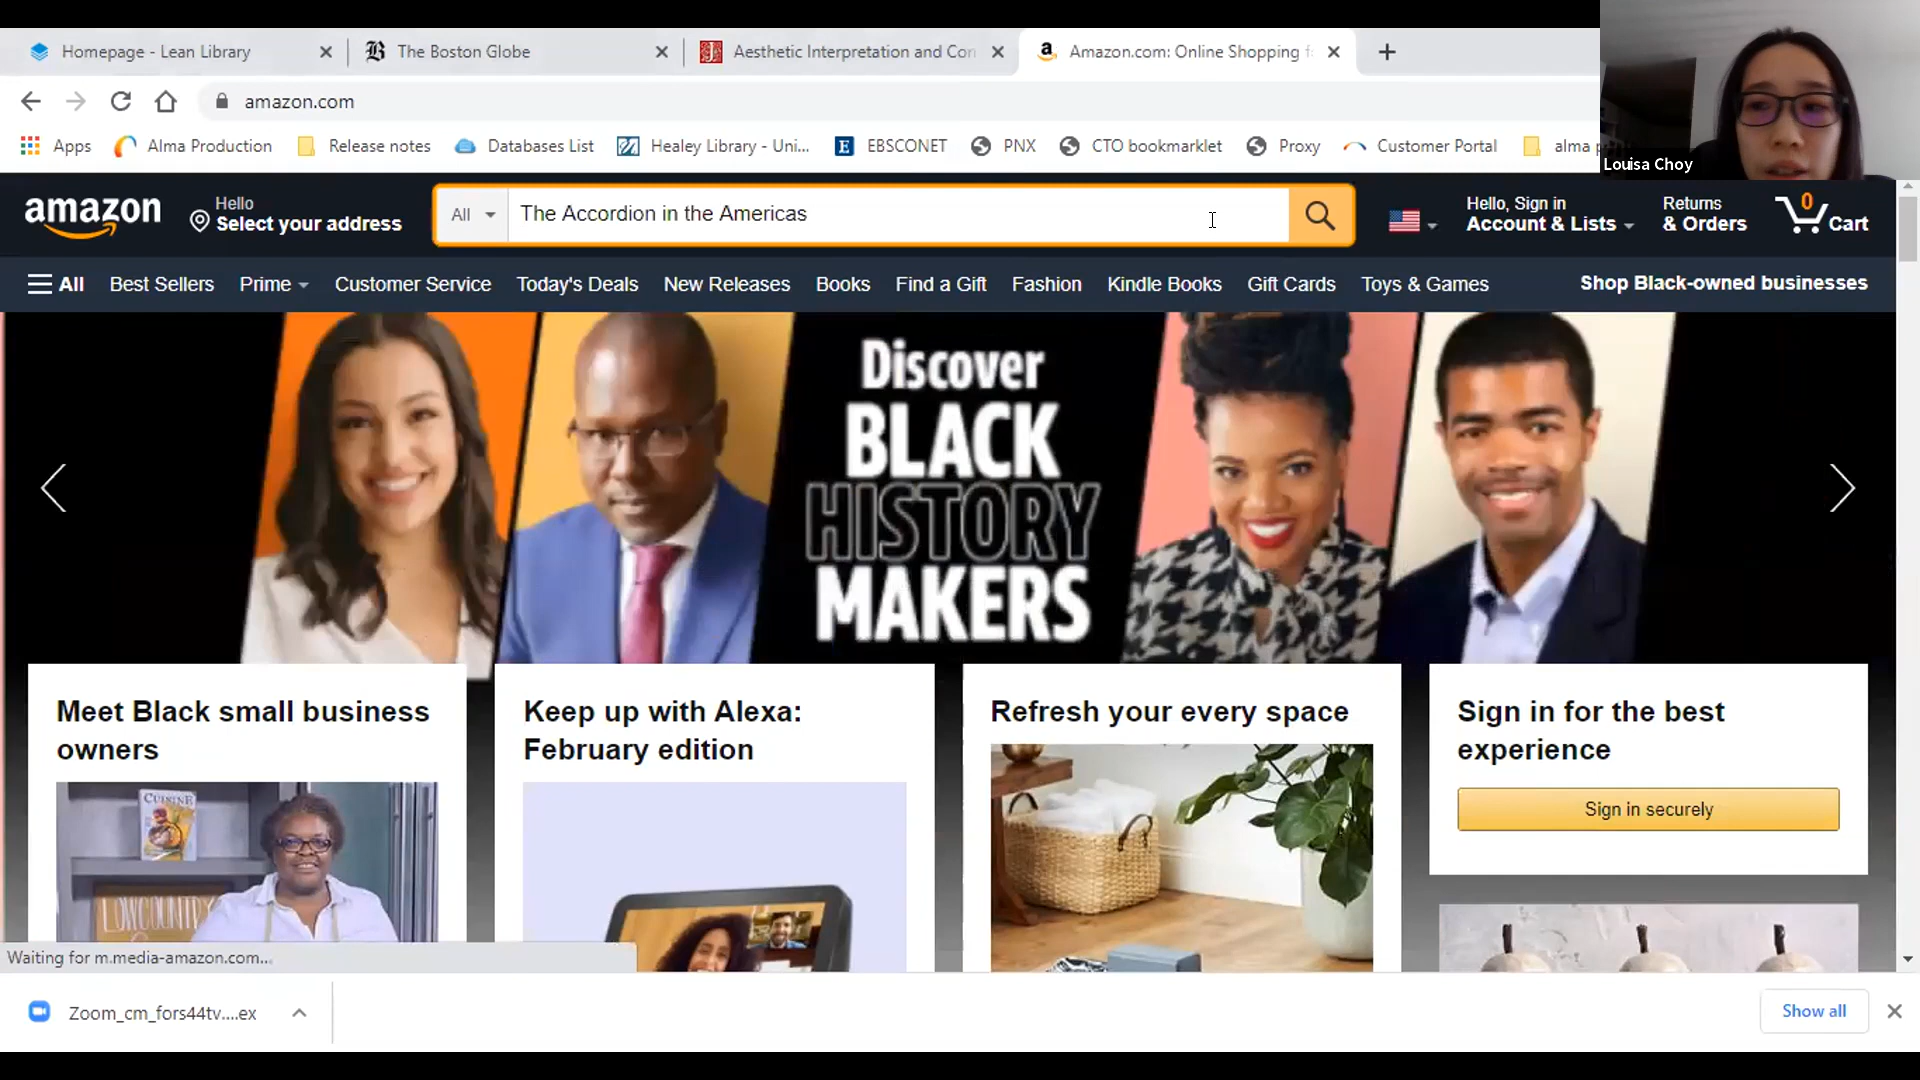 Homepage - Lean Library
The Boston Globe
Aesthetic Interpretation and Con
Amazon.com: Online Shopping f
amazon.com
Apps
Alma Production
Release notes
Databases List
Healey Library - Uni...
EBSCONET
PNX
CTO bookmarklet
Proxy
Customer Portal
alma p
Louisa Choy
amazon
Hello
Select your address
All
The Accordion in the Americas
Hello, Sign in
Account & Lists
Returns
& Orders
0
Cart
All
Best Sellers
Prime
Customer Service
Today's Deals
New Releases
Books
Find a Gift
Fashion
Kindle Books
Gift Cards
Toys & Games
Shop Black-owned businesses
Discover
BLACK
HISTORY
MAKERS
Meet Black small business
owners
Keep up with Alexa:
February edition
Refresh your every space
Sign in for the best
experience
Sign in securely
CUISINE
LOWCOUNTRY
Waiting for m.media-amazon.com...
Zoom_cm_fors44tv....ex
Show all